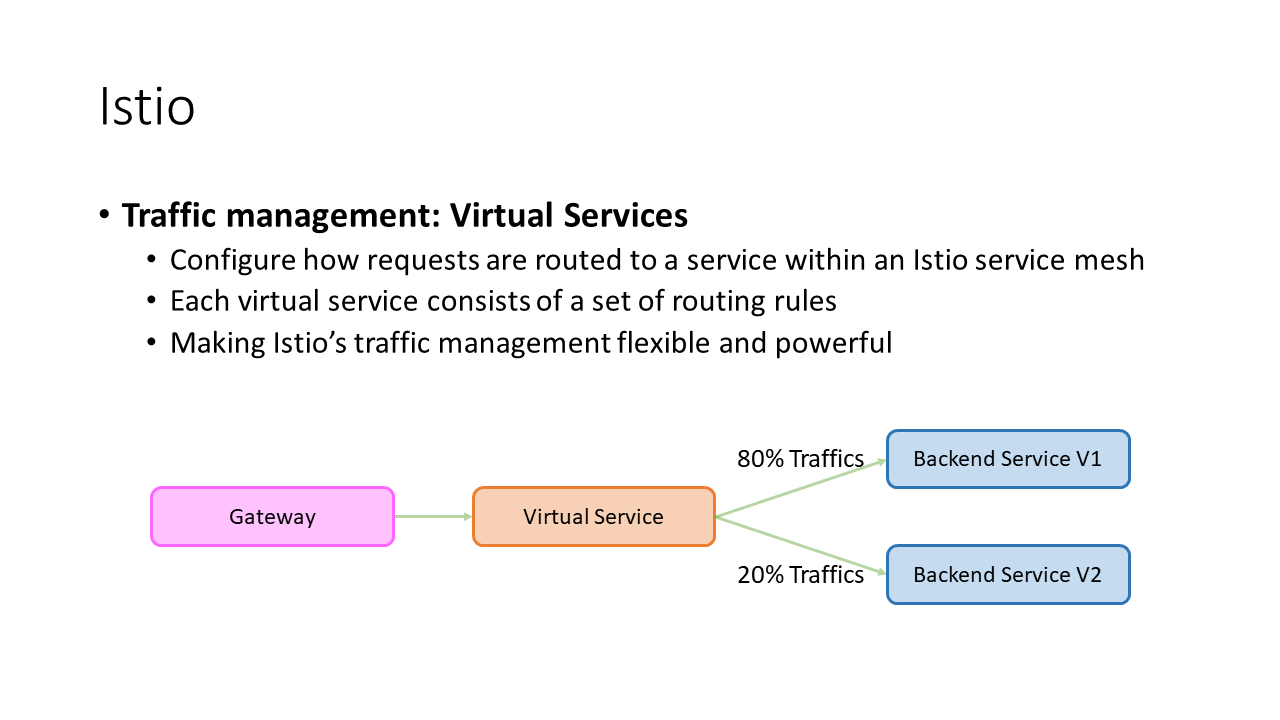 Istio
• Traffic management: Virtual Services
• Configure how requests are routed to a service within an Istio service mesh
• Each virtual service consists of a set of routing rules
• Making Istio’s traffic management flexible and powerful
80% Traffics
Backend Service V1
Gateway
Virtual Service
20% Traffics
Backend Service V2